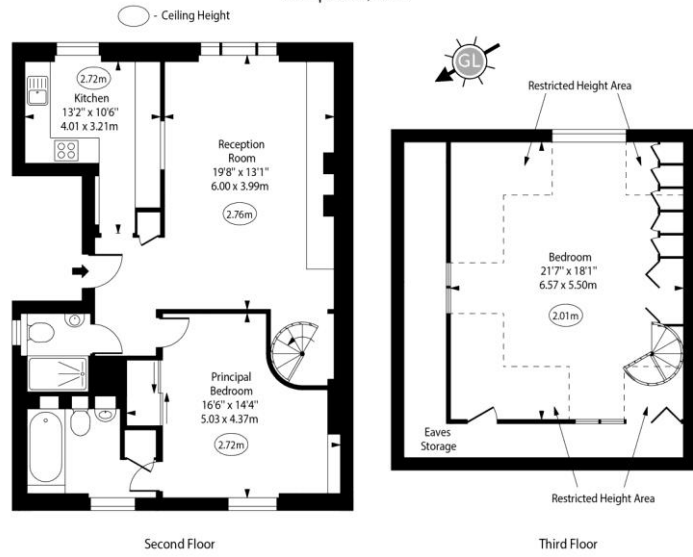 - Ceiling Height
2.72m
Kitchen
13'2" x 10'6"
4.01 x 3.21m
Reception
Room
19'8" x 13'1"
6.00 x 3.99m
2.76m
Principal
Bedroom
16'6" x 14'4"
5.03 x 4.37m
2.72m
Second Floor
GL
Restricted Height Area
Bedroom
21'7" x 18'1"
6.57 x 5.50m
2.01m
Eaves
Storage
Restricted Height Area
Third Floor